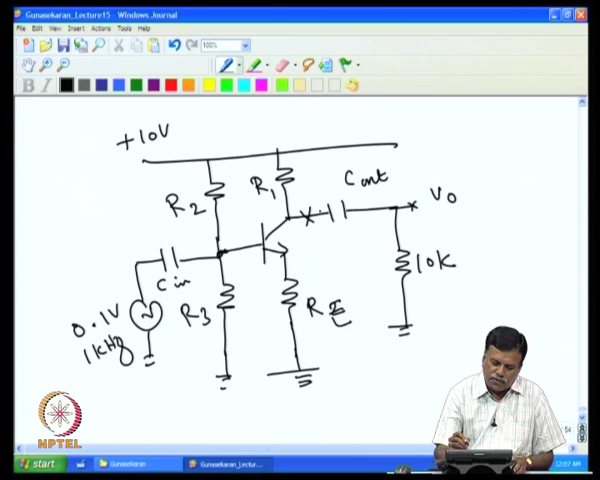 Gunasekaran_Lecture15 - Windows Journal
File Edit View Insert Actions Tools Help
100%
B I
+10V
R2
R1
Cout
Vo
Cin
R3
RE
10K
0.1V
1kHz
NPTEL
54
start
Gunasekaran
Gunasekaran_Lectur...
12:07 AM